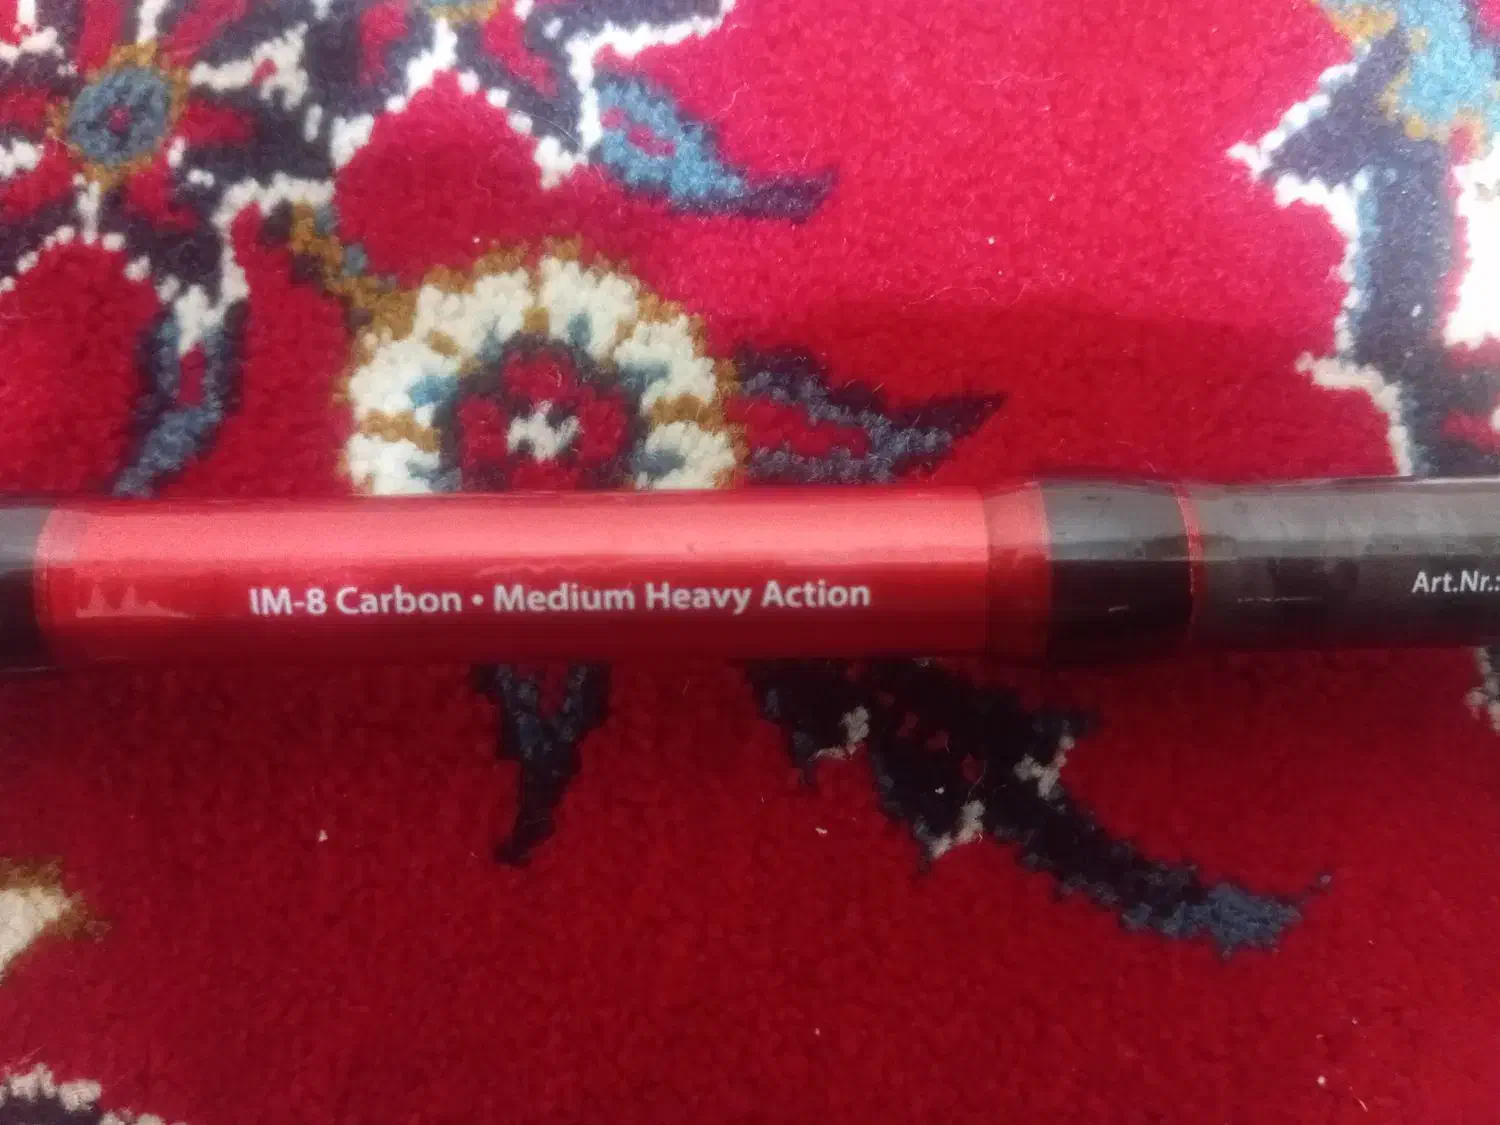 IM-8 Carbon • Medium Heavy Action
Art.Nr.: